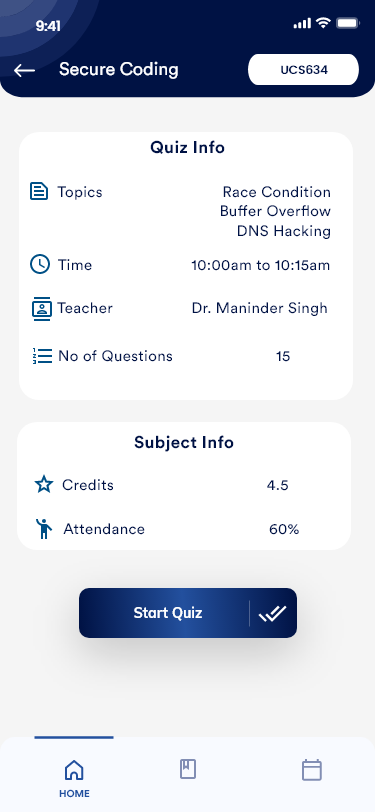 9:41
Secure Coding
UCS634
Quiz Info
Topics
Race Condition
Buffer Overflow
DNS Hacking
Time
10:00am to 10:15am
Teacher
Dr. Maninder Singh
No of Questions
15
Subject Info
Credits
4.5
Attendance
60%
Start Quiz
HOME